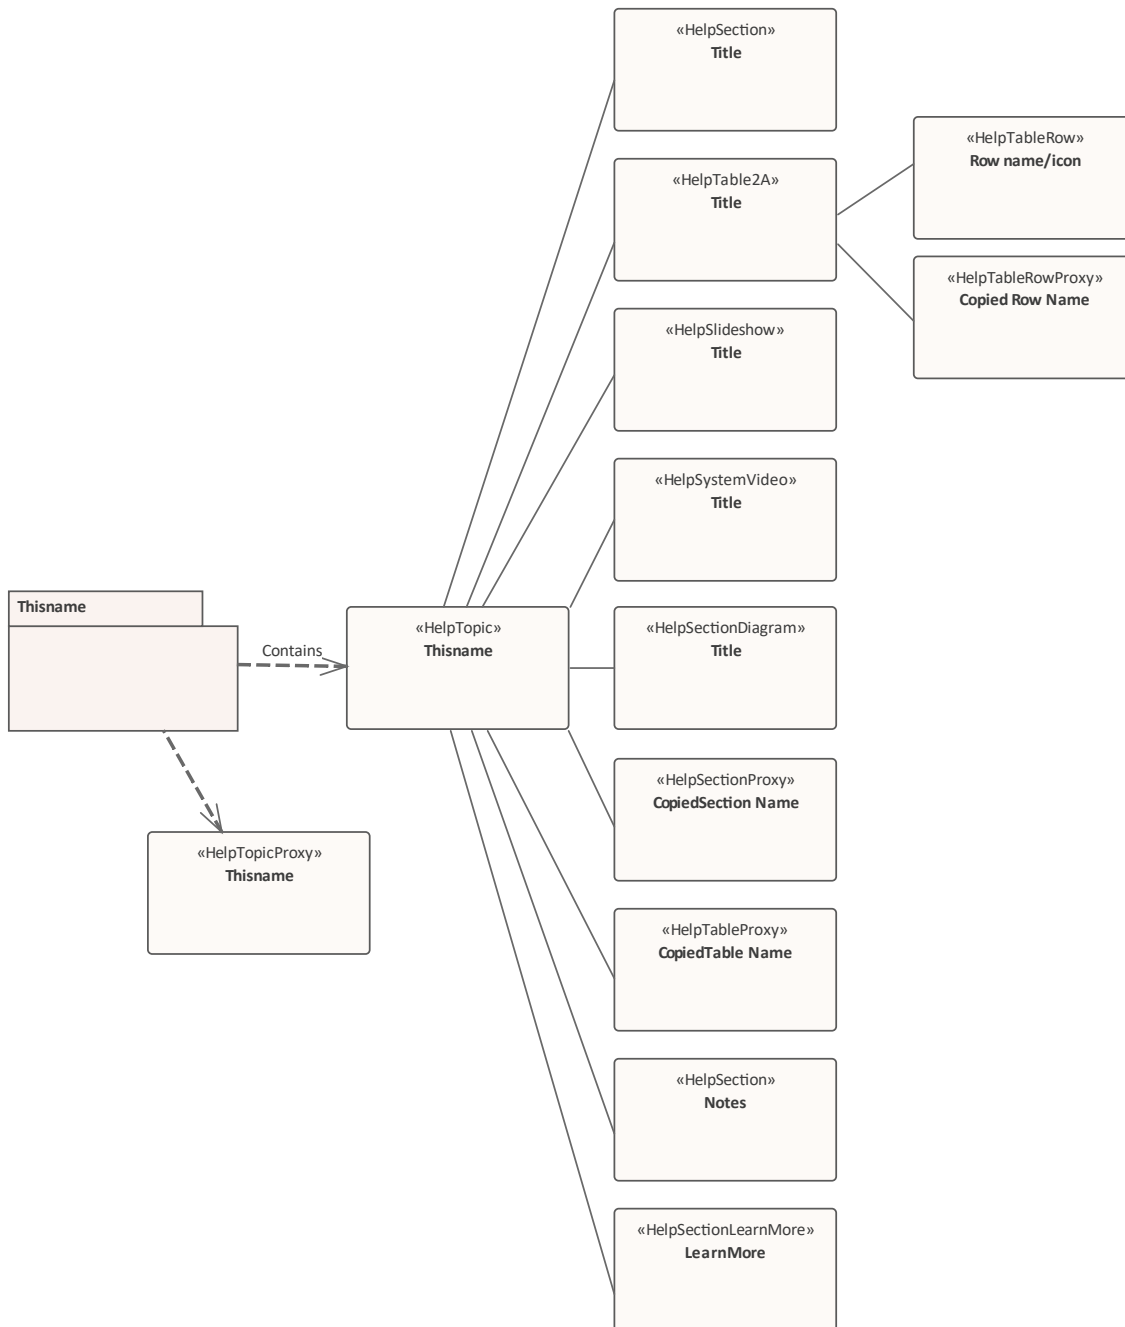 «HelpSection»
Title
«HelpTableRow»
Row name/icon
«HelpTable2A»
Title
«HelpTableRowProxy»
Copied Row Name
«HelpSlideshow»
Title
«HelpSystemVideo»
Title
Thisname
Contains
«HelpTopic»
Thisname
«HelpSectionDiagram»
Title
«HelpSectionProxy»
CopiedSection Name
«HelpTopicProxy»
Thisname
«HelpTableProxy»
CopiedTable Name
«HelpSection»
Notes
«HelpSectionLearnMore»
LearnMore